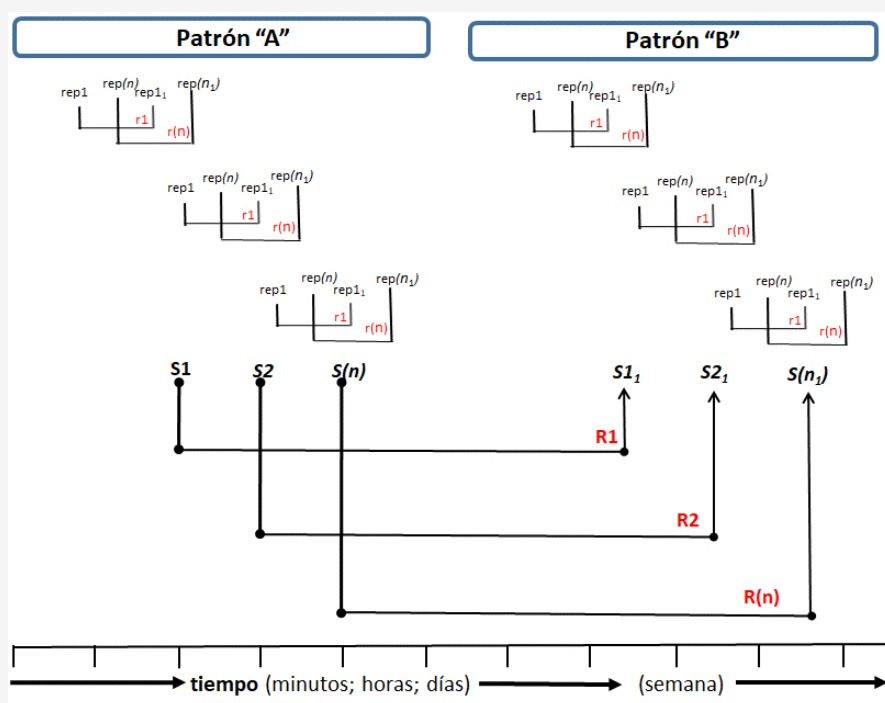 Patrón “A”
Patrón “B”
rep1 rep(n) rep1₁ rep(n₁)
r1
r(n)
rep1 rep(n) rep1₁ rep(n₁)
r1
r(n)
rep1 rep(n) rep1₁ rep(n₁)
r1
r(n)
rep1 rep(n) rep1₁ rep(n₁)
r1
r(n)
rep1 rep(n) rep1₁ rep(n₁)
r1
r(n)
rep1 rep(n) rep1₁ rep(n₁)
r1
r(n)
S1 S2 S(n) S1₁ S2₁ S(n₁)
R1
R2
R(n)
tiempo (minutos; horas; días) (semana)